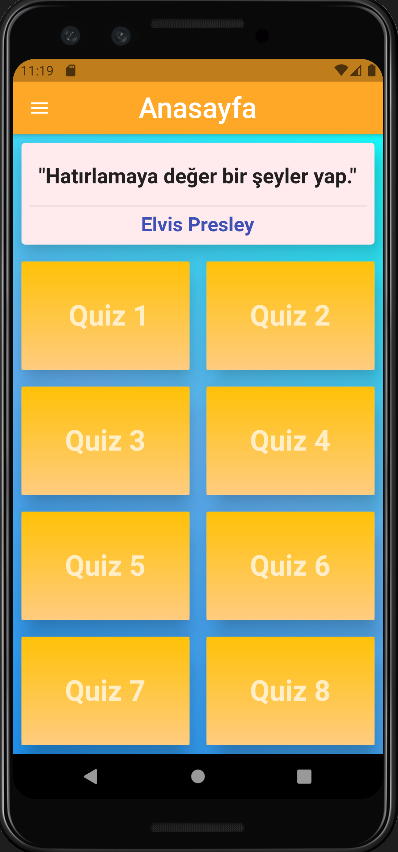 11:19
Anasayfa
"Hatırlamaya değer bir şeyler yap."
Elvis Presley
Quiz 1
Quiz 2
Quiz 3
Quiz 4
Quiz 5
Quiz 6
Quiz 7
Quiz 8